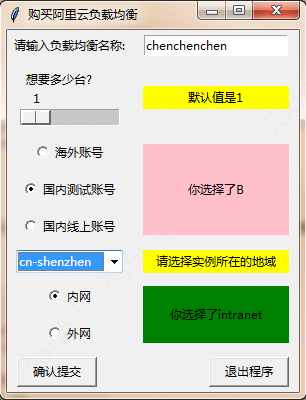 购买阿里云负载均衡
请输入负载均衡名称:
chenchenchen
想要多少台?
1
默认值是1
海外账号
国内测试账号
国内线上账号
你选择了B
cn-shenzhen
请选择实例所在的地域
内网
外网
你选择了intranet
确认提交
退出程序